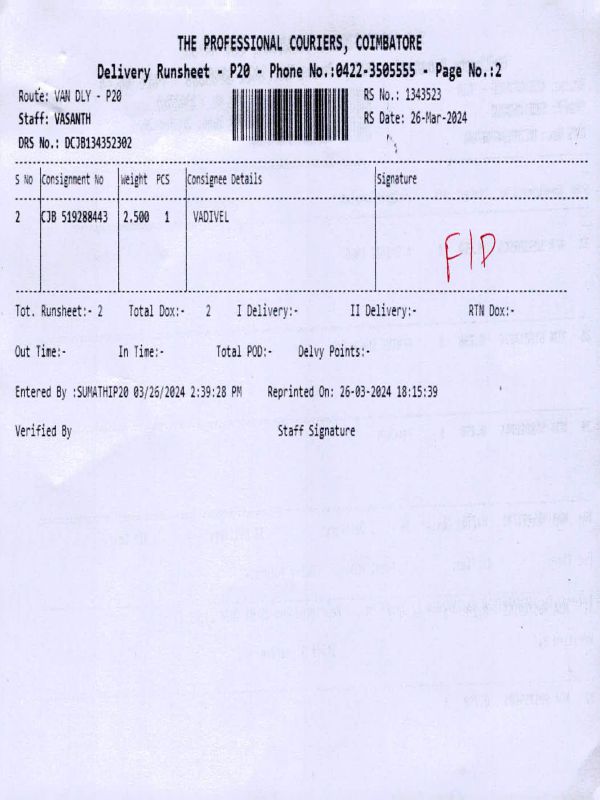 THE PROFESSIONAL COURIERS, COIMBATORE
Delivery Runsheet - P20 - Phone No.:0422-3505555 - Page No.:2
Route: VAN DLY - P20 RS No.: 1343523
Staff: VASANTH RS Date: 26-Mar-2024
DRS No.: DCJB134352302
S No Consignment No Weight PCS Consignee Details Signature
2 CJB 519288443 2.500 1 VADIVEL
F/D
Tot. Runsheet:- 2 Total Dox:- 2 I Delivery:- II Delivery:- RTN Dox:-
Out Time:- In Time:- Total POD:- Delvy Points:-
Entered By :SUMATHIP20 03/26/2024 2:39:28 PM Reprinted On: 26-03-2024 18:15:39
Verified By Staff Signature